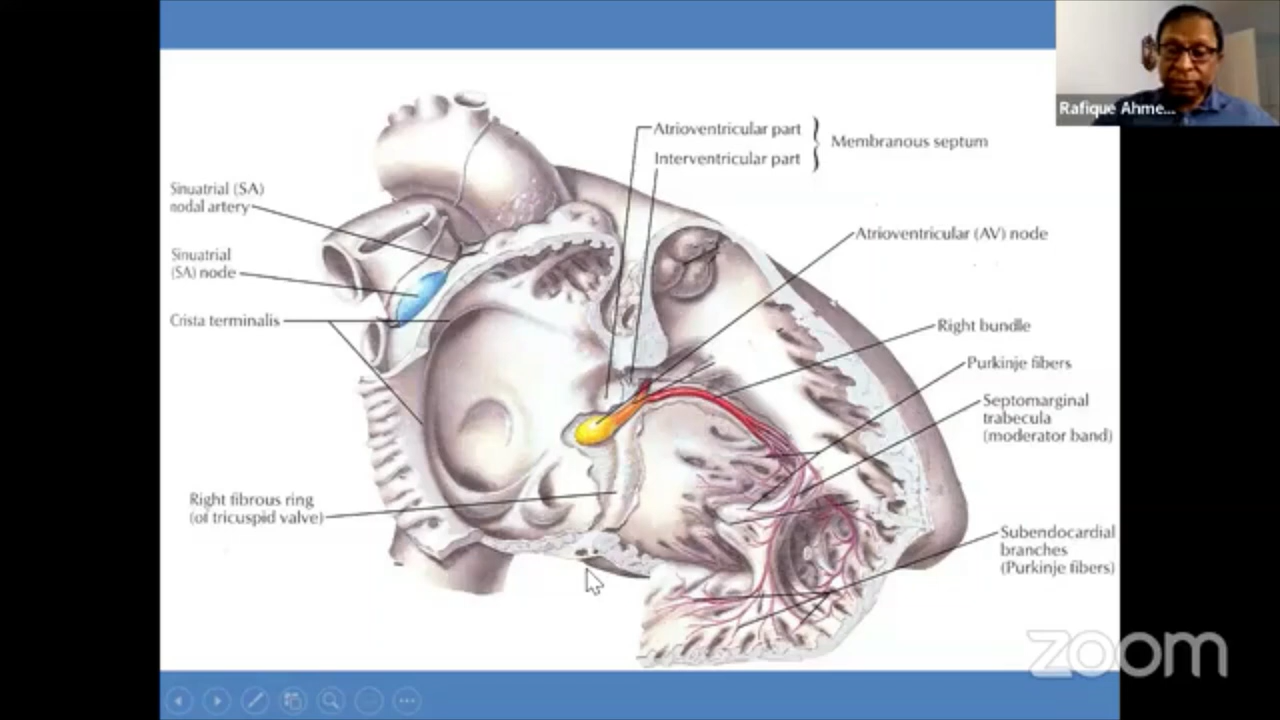 Rafique Ahme...
Atrioventricular part
Interventricular part
Membranous septum
Sinuatrial (SA)
nodal artery
Atrioventricular (AV) node
Sinuatrial
(SA) node
Crista terminalis
Right bundle
Purkinje fibers
Septomarginal
trabecula
(moderator band)
Right fibrous ring
(of tricuspid valve)
Subendocardial
branches
(Purkinje fibers)
zoom